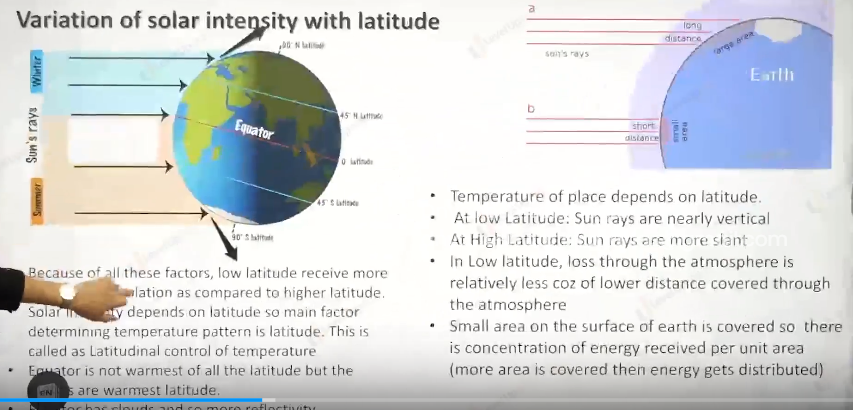 Variation of solar intensity with latitude
Winter
Sun's rays
Summer
90° N latitude
45° N latitude
Equator
0 latitude
45° S latitude
90° S latitude
a
long
distance
large area
sun's rays
Earth
b
short
distance
small
area
Because of all these factors, low latitude receive more
as compared to higher latitude.
Solar depends on latitude so main factor
determining temperature pattern is latitude. This is
called as Latitudinal control of temperature
• Equator is not warmest of all the latitude but the
are warmest latitude.
has clouds and so more reflectivity
• Temperature of place depends on latitude.
• At low Latitude: Sun rays are nearly vertical
• At High Latitude: Sun rays are more slant
• In Low latitude, loss through the atmosphere is
relatively less coz of lower distance covered through
the atmosphere
• Small area on the surface of earth is covered so there
is concentration of energy received per unit area
(more area is covered then energy gets distributed)